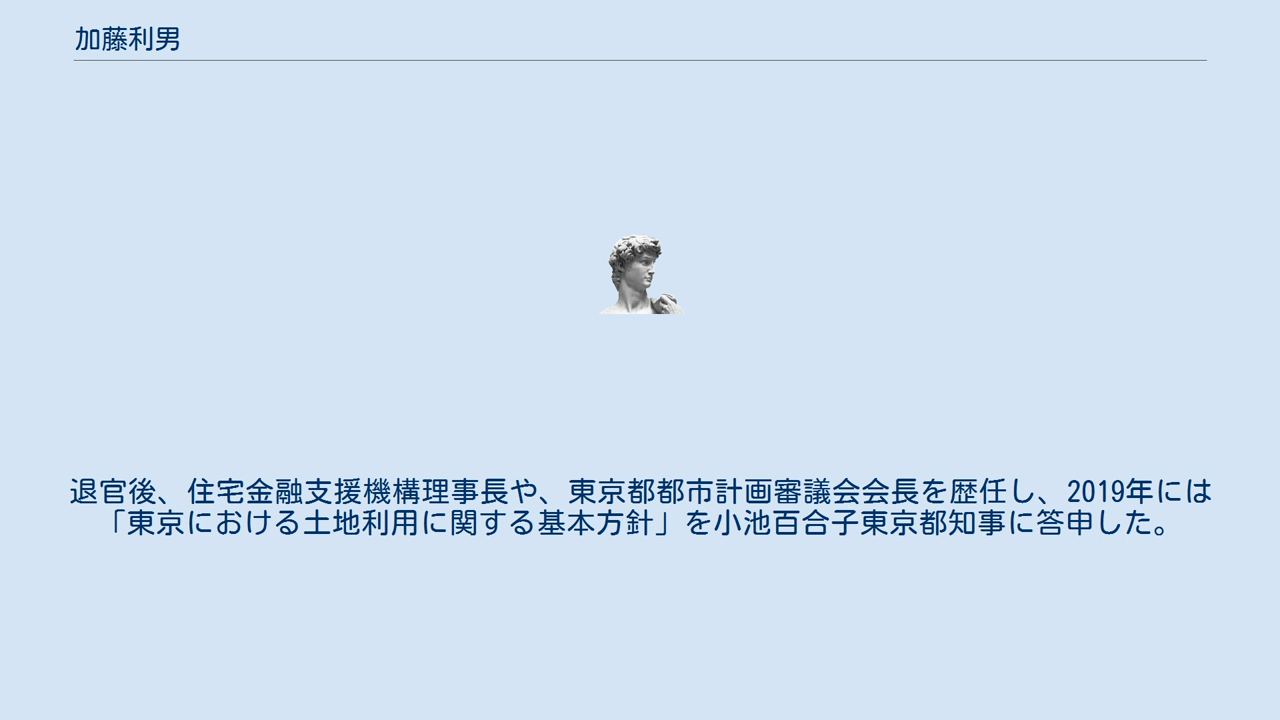 加藤利男
退官後、住宅金融支援機構理事長や、東京都都市計画審議会会長を歴任し、2019年には
「東京における土地利用に関する基本方針」を小池百合子東京都知事に答申した。